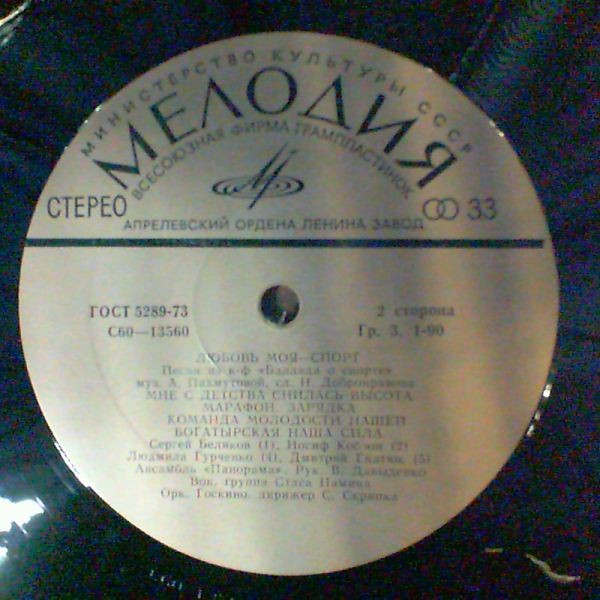 МИНИСТЕРСТВО КУЛЬТУРЫ СССР
МЕЛОДИЯ
ВСЕСОЮЗНАЯ ФИРМА ГРАМПЛАСТИНОК
СТЕРЕО 33
АПРЕЛЕВСКИЙ ОРДЕНА ЛЕНИНА ЗАВОД
ГОСТ 5289-73 2 сторона
С60—13560 Гр. 3. 1-90
ЛЮБОВЬ МОЯ—СПОРТ
Песни из к-ф «Баллада о спорте»
муз. А. Пахмутовой, сл. Н. Добронравова
МНЕ С ДЕТСТВА СНИЛАСЬ ВЫСОТА
МАРАФОН. ЗАРЯДКА
КОМАНДА МОЛОДОСТИ НАШЕЙ
БОГАТЫРСКАЯ НАША СИЛА
Сергей Беликов (1), Иосиф Кобзон (2)
Людмила Гурченко (4), Дмитрий Гнатюк (5)
Ансамбль «Панорама». Рук. В. Давыденко
Вок. группа Стаса Намина
Орк. Госкино, дирижер С. Скрипка